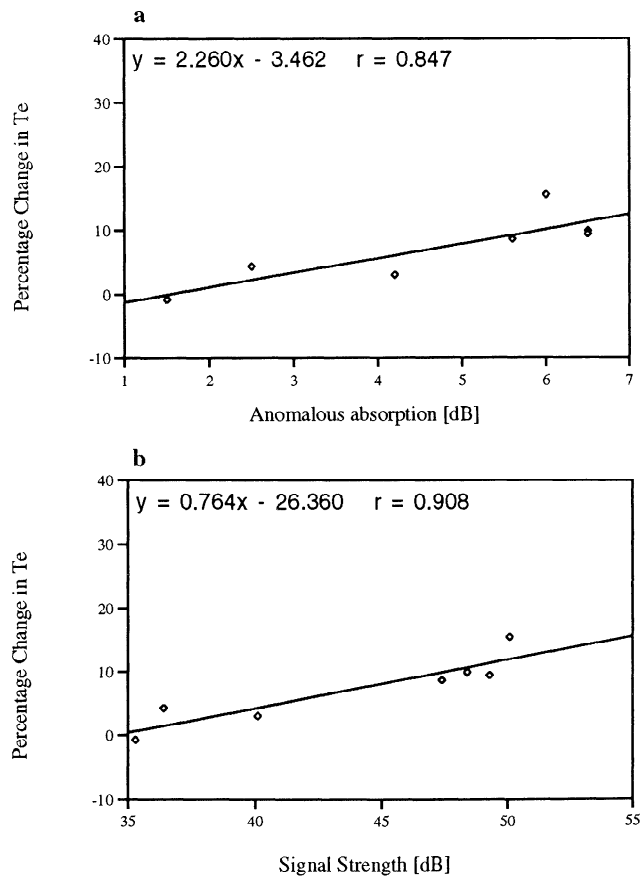 a
y = 2.260x - 3.462 r = 0.847
40
30
20
10
0
-10
Percentage Change in Te
1 2 3 4 5 6 7
Anomalous absorption [dB]
b
y = 0.764x - 26.360 r = 0.908
40
30
20
10
0
-10
Percentage Change in Te
35 40 45 50 55
Signal Strength [dB]